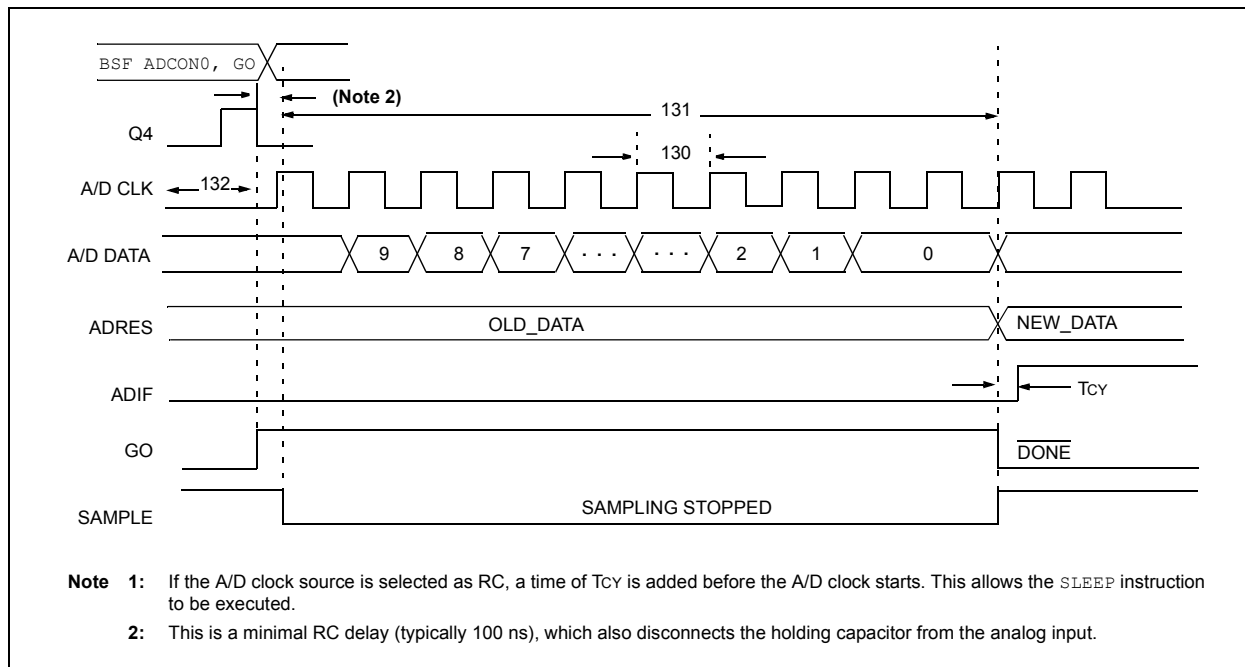 BSF ADCON0, GO
(Note 2)
131
Q4
130
A/D CLK
132
A/D DATA
9 8 7 · · · · · · 2 1 0
ADRES
OLD_DATA
NEW_DATA
ADIF
TCY
GO
DONE
SAMPLE
SAMPLING STOPPED
Note 1: If the A/D clock source is selected as RC, a time of TCY is added before the A/D clock starts. This allows the SLEEP instruction
to be executed.
2: This is a minimal RC delay (typically 100 ns), which also disconnects the holding capacitor from the analog input.